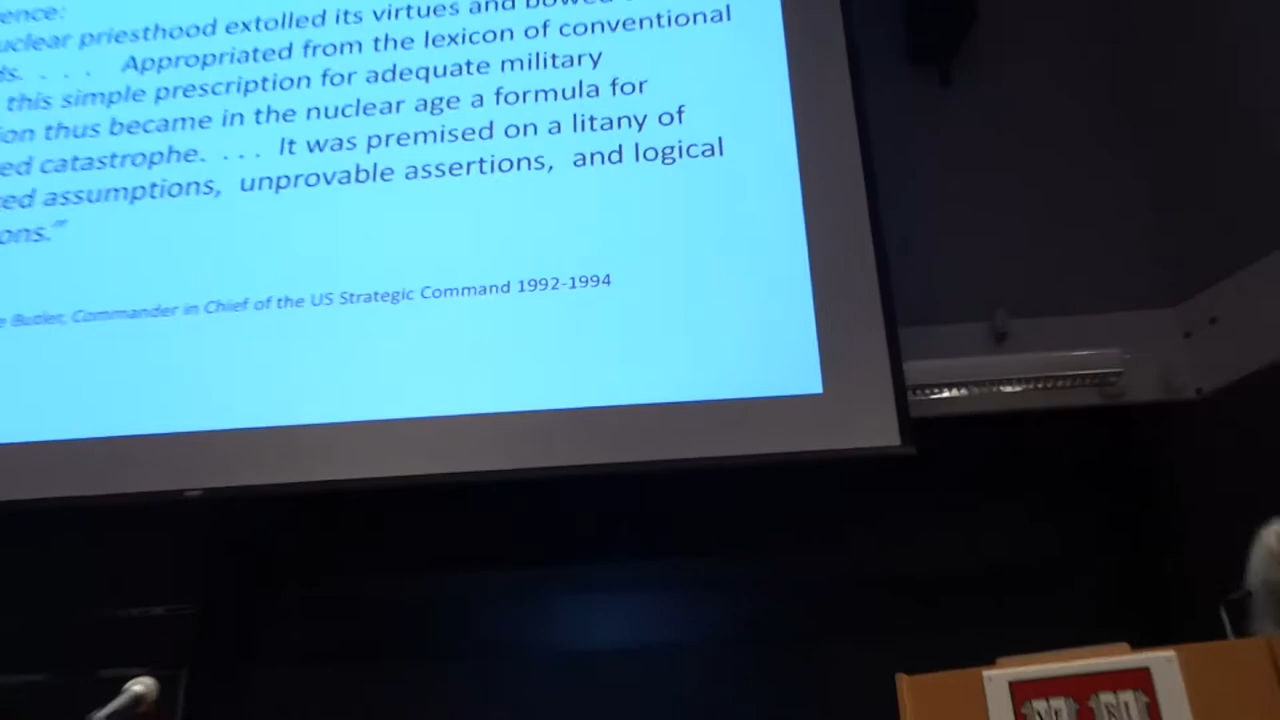 ence:
uclear priesthood extolled its virtues and bowed
ds. . . . Appropriated from the lexicon of conventional
this simple prescription for adequate military
ion thus became in the nuclear age a formula for
ed catastrophe. . . . It was premised on a litany of
ted assumptions, unprovable assertions, and logical
ons.”
e Butler, Commander in Chief of the US Strategic Command 1992-1994